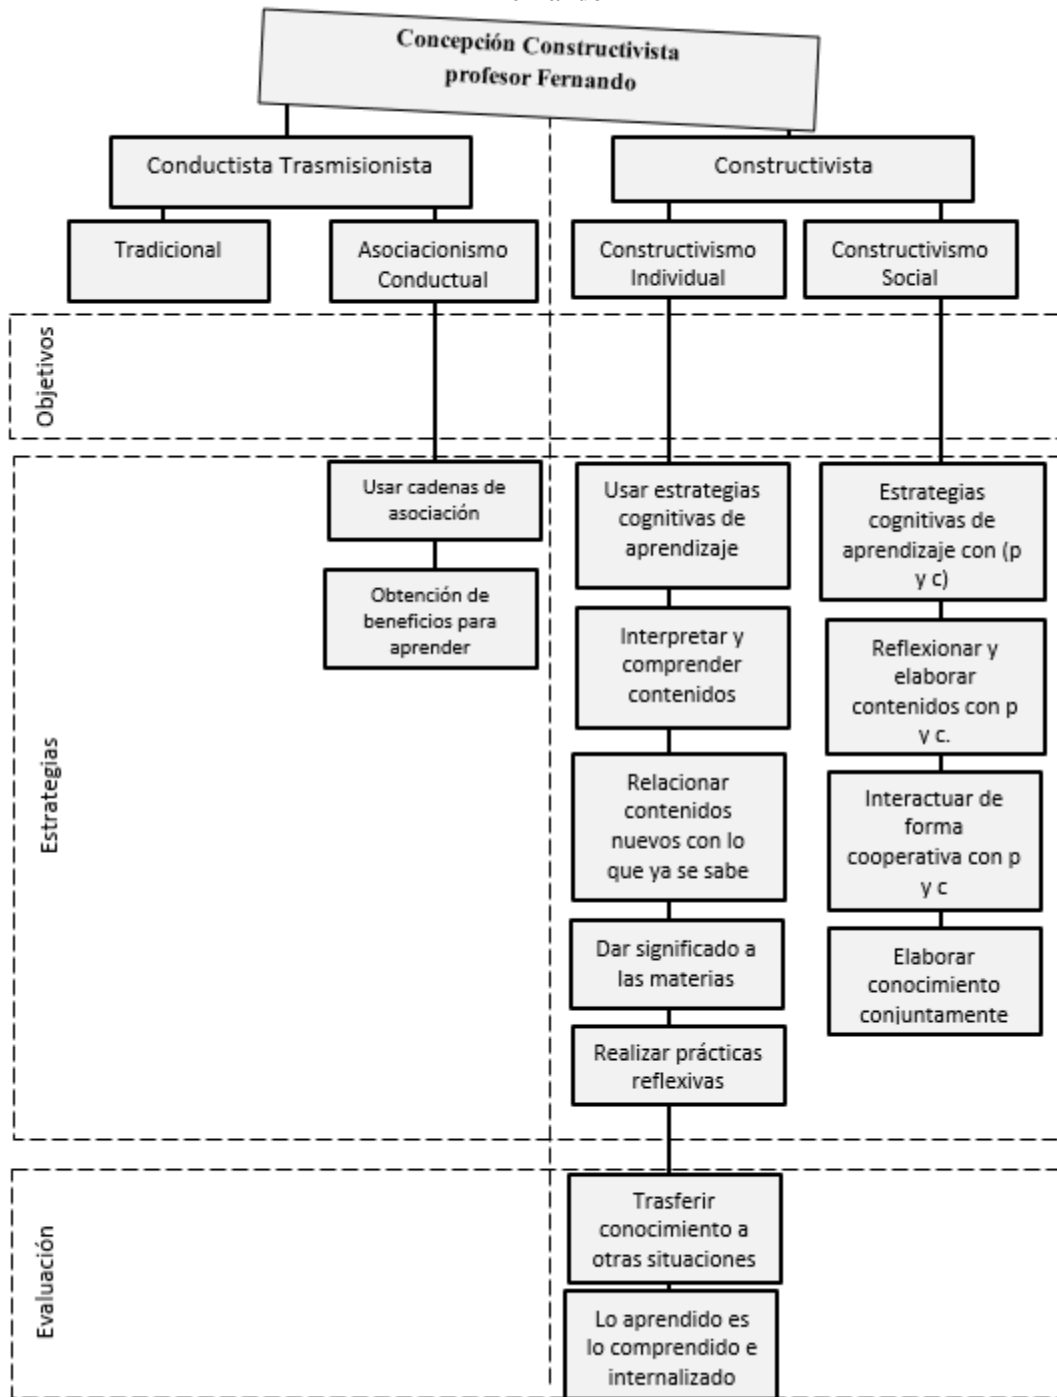 Concepción Constructivista
profesor Fernando
Conductista Trasmisionista
Constructivista
Tradicional
Asociacionismo
Conductual
Constructivismo
Individual
Constructivismo
Social
Objetivos
Estrategias
Usar cadenas de
asociación
Obtención de
beneficios para
aprender
Usar estrategias
cognitivas de
aprendizaje
Interpretar y
comprender
contenidos
Relacionar
contenidos
nuevos con lo
que ya se sabe
Dar significado a
las materias
Realizar prácticas
reflexivas
Estrategias
cognitivas de
aprendizaje con (p
y c)
Reflexionar y
elaborar
contenidos con p
y c.
Interactuar de
forma
cooperativa con p
y c
Elaborar
conocimiento
conjuntamente
Evaluación
Trasferir
conocimiento a
otras situaciones
Lo aprendido es
lo comprendido e
internalizado